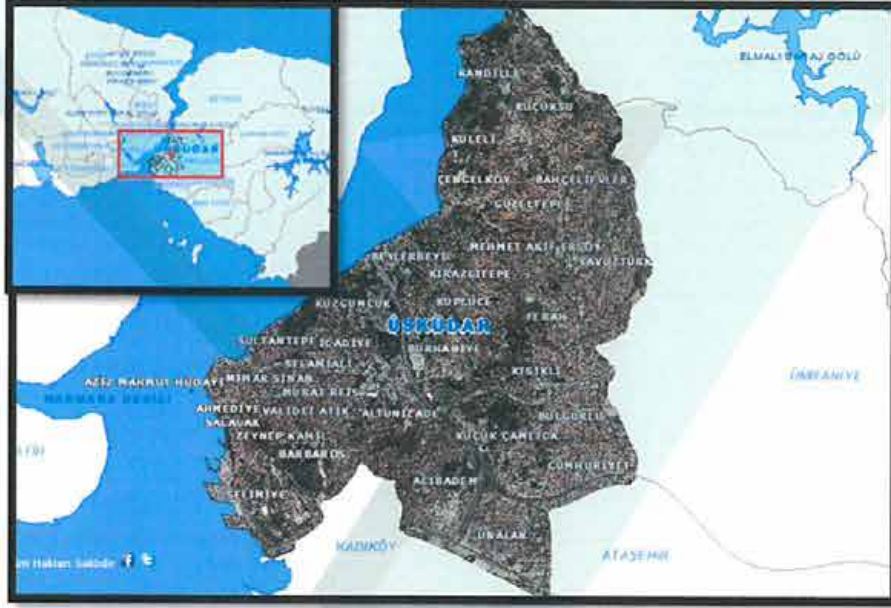 ÜSKÜDAR
ELMALI BARAJ GÖLÜ
KANDİLLİ
KÜÇÜKSU
KULELİ
ÇENGELKÖY
BAHÇELİEVLER
GÜZELTEPE
MEHMET AKİF ERSOY
BEYLERBEYİ
YAVUZTÜRK
KİRAZLITEPE
KUZGUNCUK
KÜPLÜCE
FERAH
ÜSKÜDAR
SULTANTEPE
İCADİYE
BURHANİYE
SELAMİALİ
KISIKLI
AZİZ MAHMUT HÜDAYİ
MİMAR SİNAN
ÜMRANİYE
MURAT REİS
MARMARA DENİZİ
AHMEDİYE
VALİDEİ ATİK
ALTUNİZADE
BULGURLU
SALACAK
ZEYNEP KAMİL
KÜÇÜK ÇAMLICA
BARBAROS
CUMHURİYET
ACIBADEM
SELİMİYE
ÜNALAN
KADIKÖY
ATAŞEHİR
Hakları Saklıdır